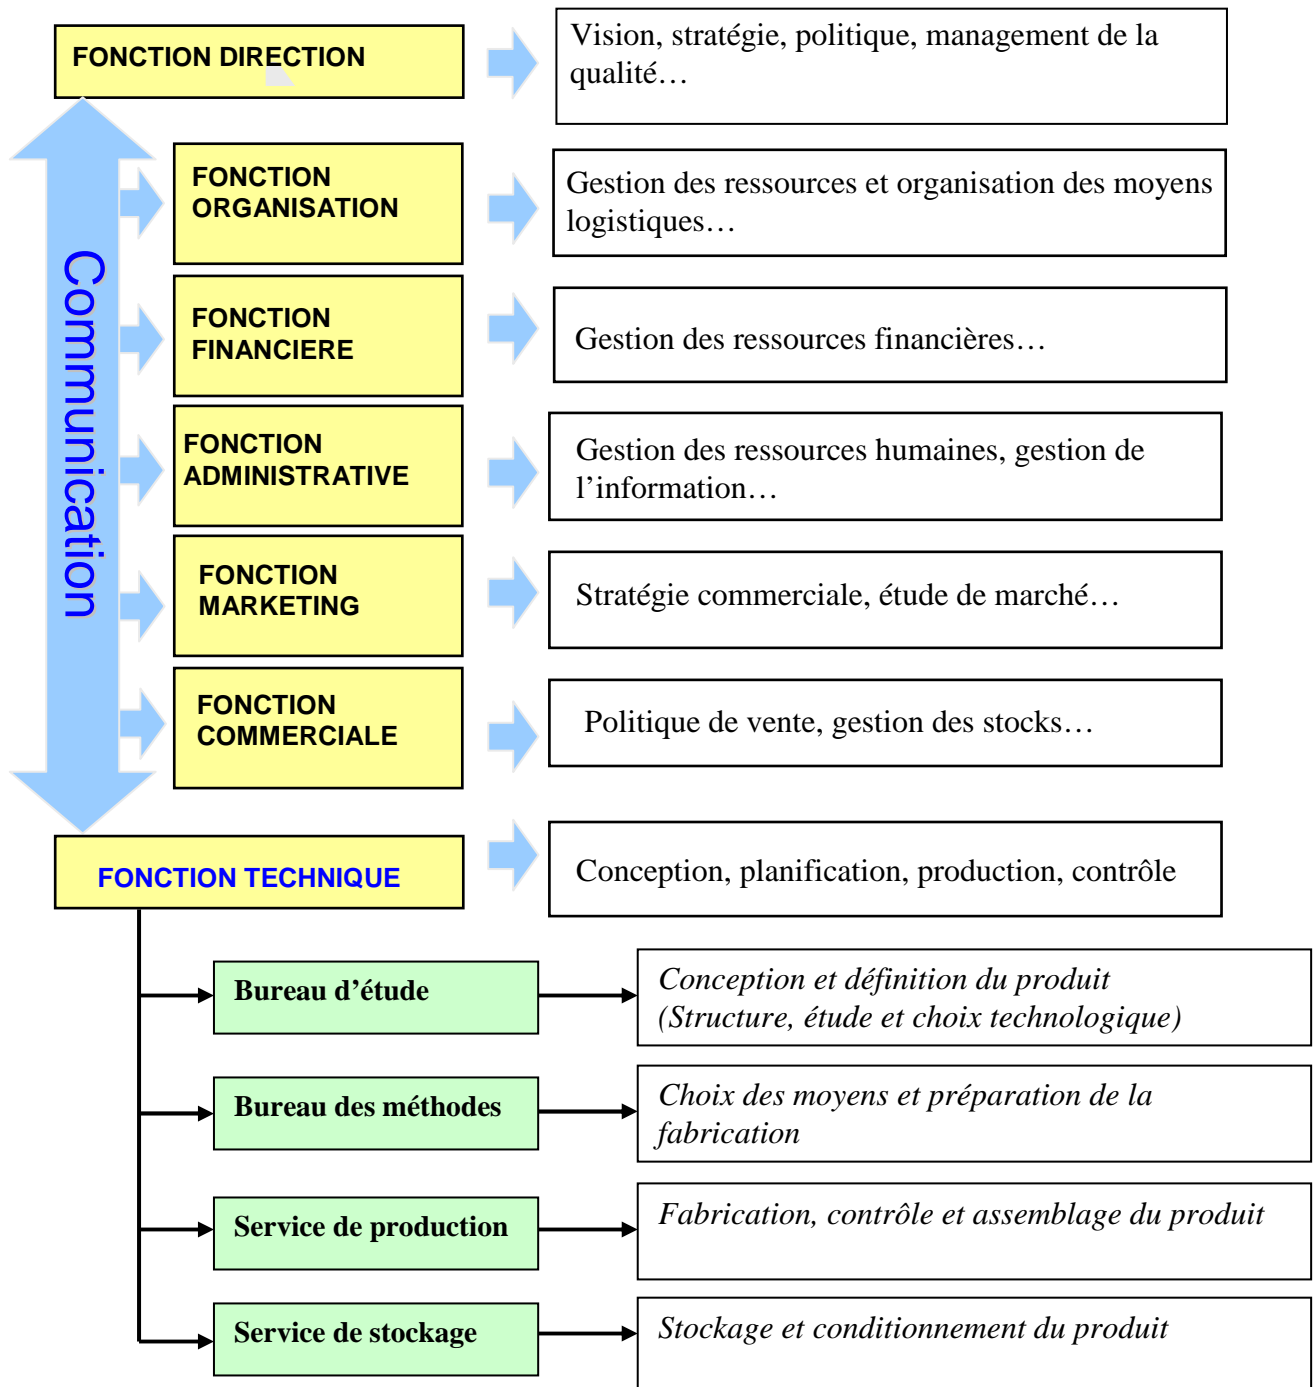 FONCTION DIRECTION
Vision, stratégie, politique, management de la
qualité…
Communication
FONCTION
ORGANISATION
Gestion des ressources et organisation des moyens
logistiques…
FONCTION
FINANCIERE
Gestion des ressources financières…
FONCTION
ADMINISTRATIVE
Gestion des ressources humaines, gestion de
l’information…
FONCTION
MARKETING
Stratégie commerciale, étude de marché…
FONCTION
COMMERCIALE
Politique de vente, gestion des stocks…
FONCTION TECHNIQUE
Conception, planification, production, contrôle
Bureau d’étude
Conception et définition du produit
(Structure, étude et choix technologique)
Bureau des méthodes
Choix des moyens et préparation de la
fabrication
Service de production
Fabrication, contrôle et assemblage du produit
Service de stockage
Stockage et conditionnement du produit